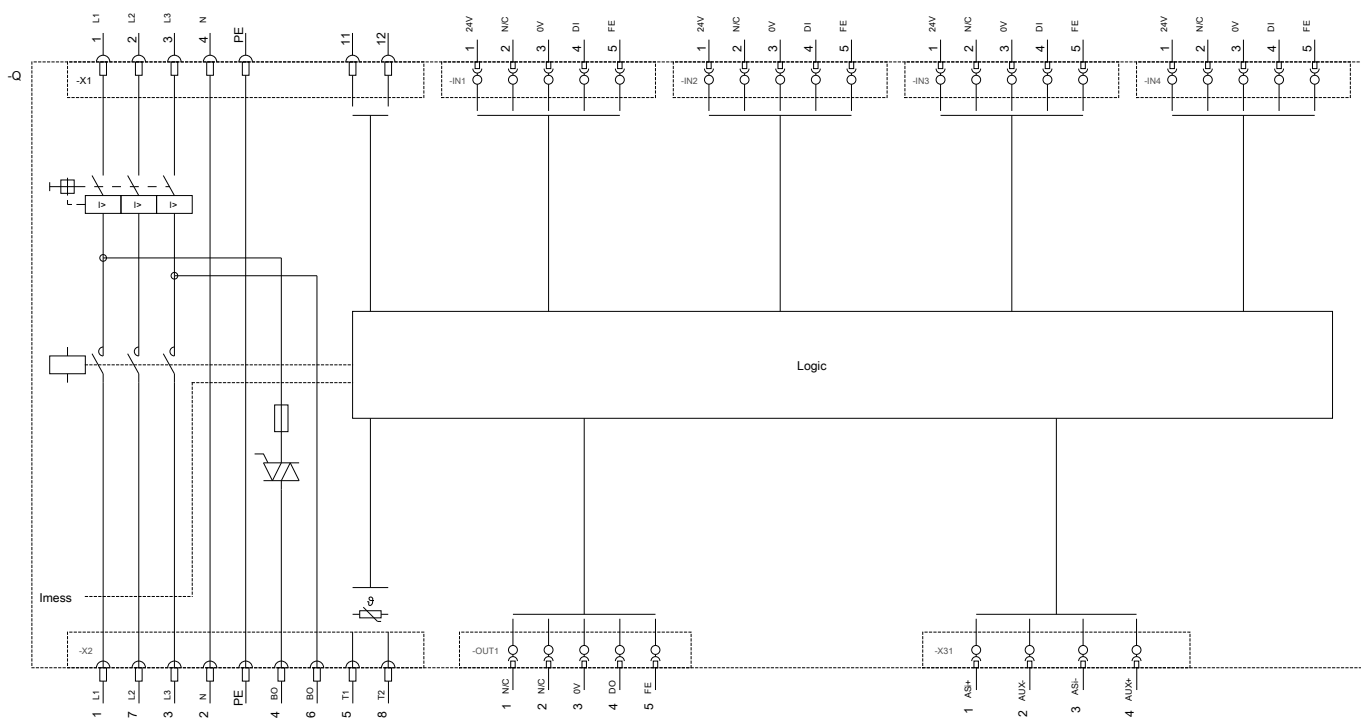 L1 L2 L3 N
1 2 3 4 PE 11 12
24V N/C 0V DI FE
1 2 3 4 5
24V N/C 0V DI FE
1 2 3 4 5
24V N/C 0V DI FE
1 2 3 4 5
24V N/C 0V DI FE
1 2 3 4 5
-Q
-X1
-IN1
-IN2
-IN3
-IN4
I> I> I>
Logic
Imess
ϑ
-X2
-OUT1
-X31
L1 L2 L3 N PE BO BO T1 T2
1 7 3 2 4 6 5 8
N/C N/C 0V DO FE
1 2 3 4 5
ASi+ AUX- ASi- AUX+
1 2 3 4